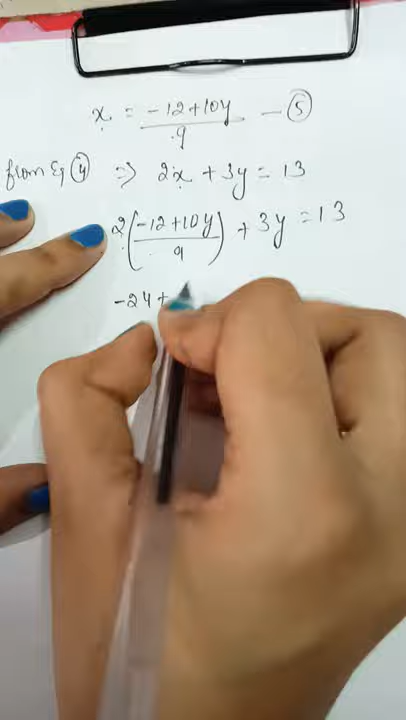 x = (-12+10y)/9 — ⑤
from Eq ④ => 2x + 3y = 13
2((-12+10y)/9) + 3y = 13
-24+